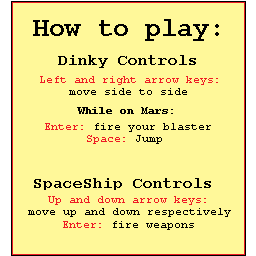 How to play:
Dinky Controls
Left and right arrow keys:
move side to side
While on Mars:
Enter: fire your blaster
Space: Jump
SpaceShip Controls
Up and down arrow keys:
move up and down respectively
Enter: fire weapons